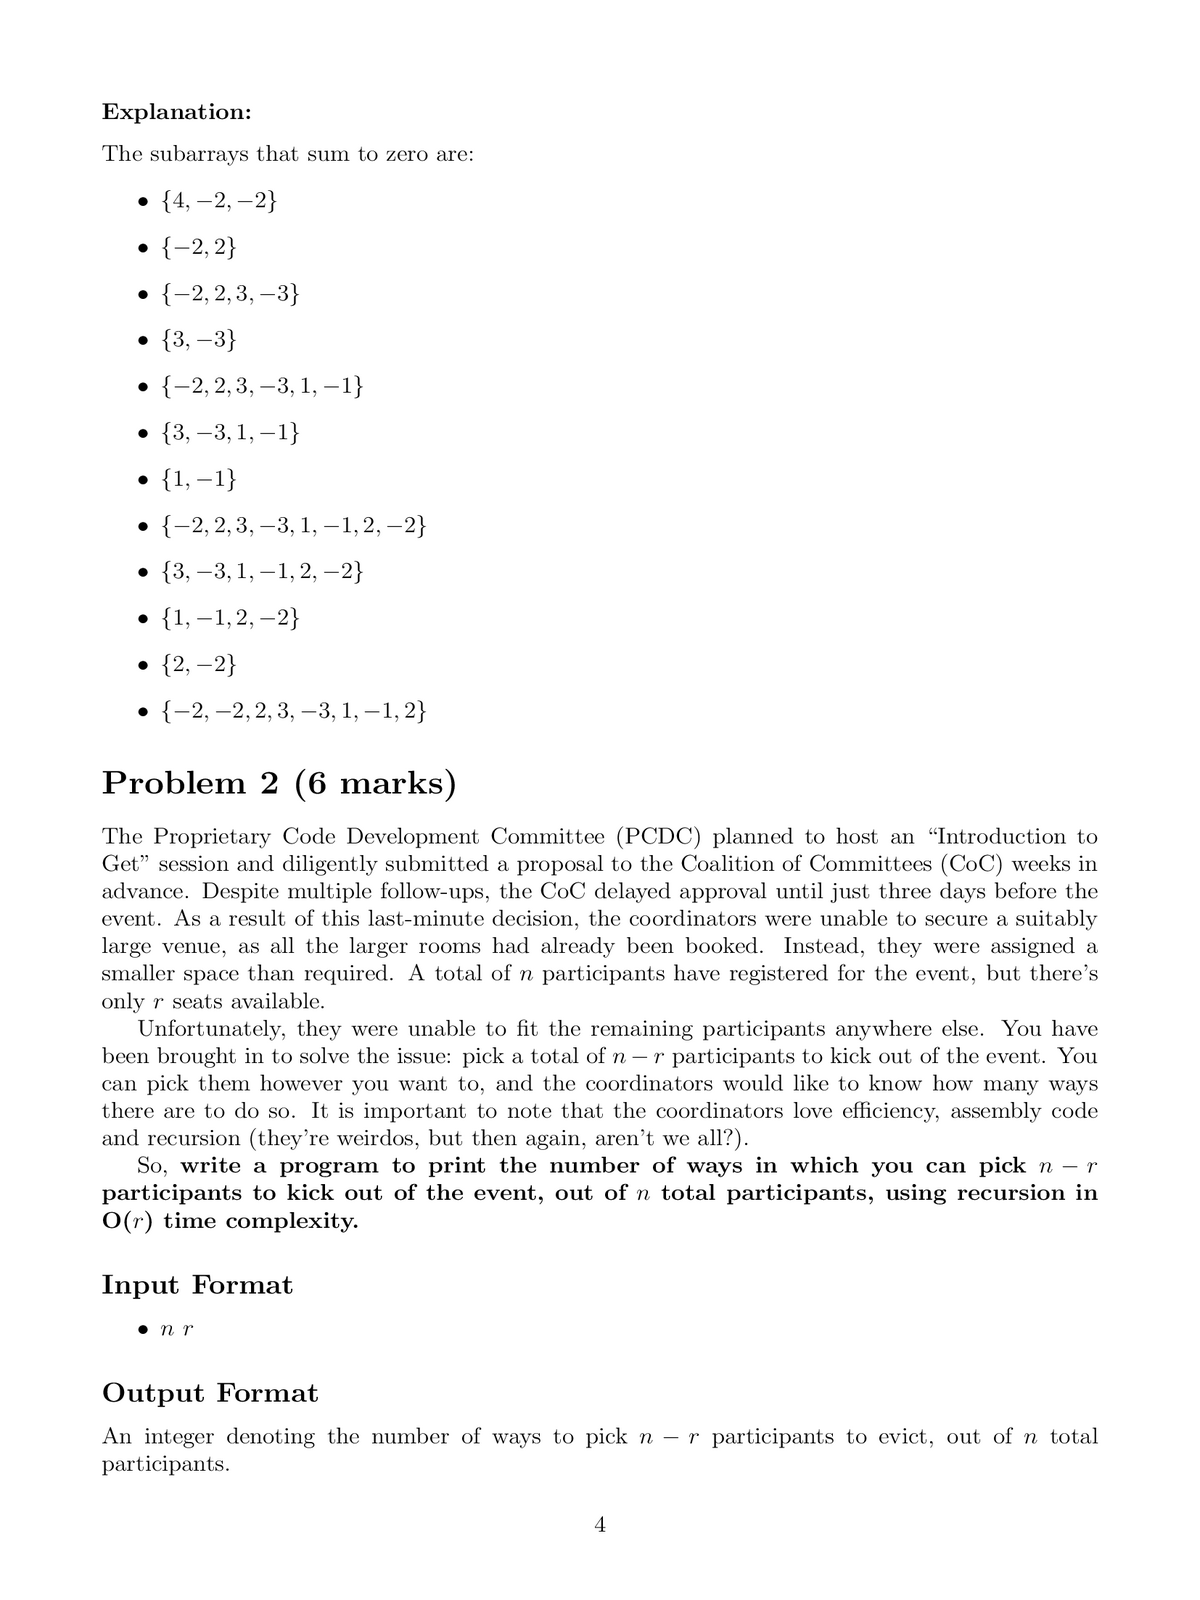 Explanation:
The subarrays that sum to zero are:
• {4, −2, −2}
• {−2, 2}
• {−2, 2, 3, −3}
• {3, −3}
• {−2, 2, 3, −3, 1, −1}
• {3, −3, 1, −1}
• {1, −1}
• {−2, 2, 3, −3, 1, −1, 2, −2}
• {3, −3, 1, −1, 2, −2}
• {1, −1, 2, −2}
• {2, −2}
• {−2, −2, 2, 3, −3, 1, −1, 2}
Problem 2 (6 marks)
The Proprietary Code Development Committee (PCDC) planned to host an “Introduction to
Get” session and diligently submitted a proposal to the Coalition of Committees (CoC) weeks in
advance. Despite multiple follow-ups, the CoC delayed approval until just three days before the
event. As a result of this last-minute decision, the coordinators were unable to secure a suitably
large venue, as all the larger rooms had already been booked. Instead, they were assigned a
smaller space than required. A total of n participants have registered for the event, but there’s
only r seats available.
Unfortunately, they were unable to fit the remaining participants anywhere else. You have
been brought in to solve the issue: pick a total of n − r participants to kick out of the event. You
can pick them however you want to, and the coordinators would like to know how many ways
there are to do so. It is important to note that the coordinators love efficiency, assembly code
and recursion (they’re weirdos, but then again, aren’t we all?).
So, write a program to print the number of ways in which you can pick n − r
participants to kick out of the event, out of n total participants, using recursion in
O(r) time complexity.
Input Format
• n r
Output Format
An integer denoting the number of ways to pick n − r participants to evict, out of n total
participants.
4